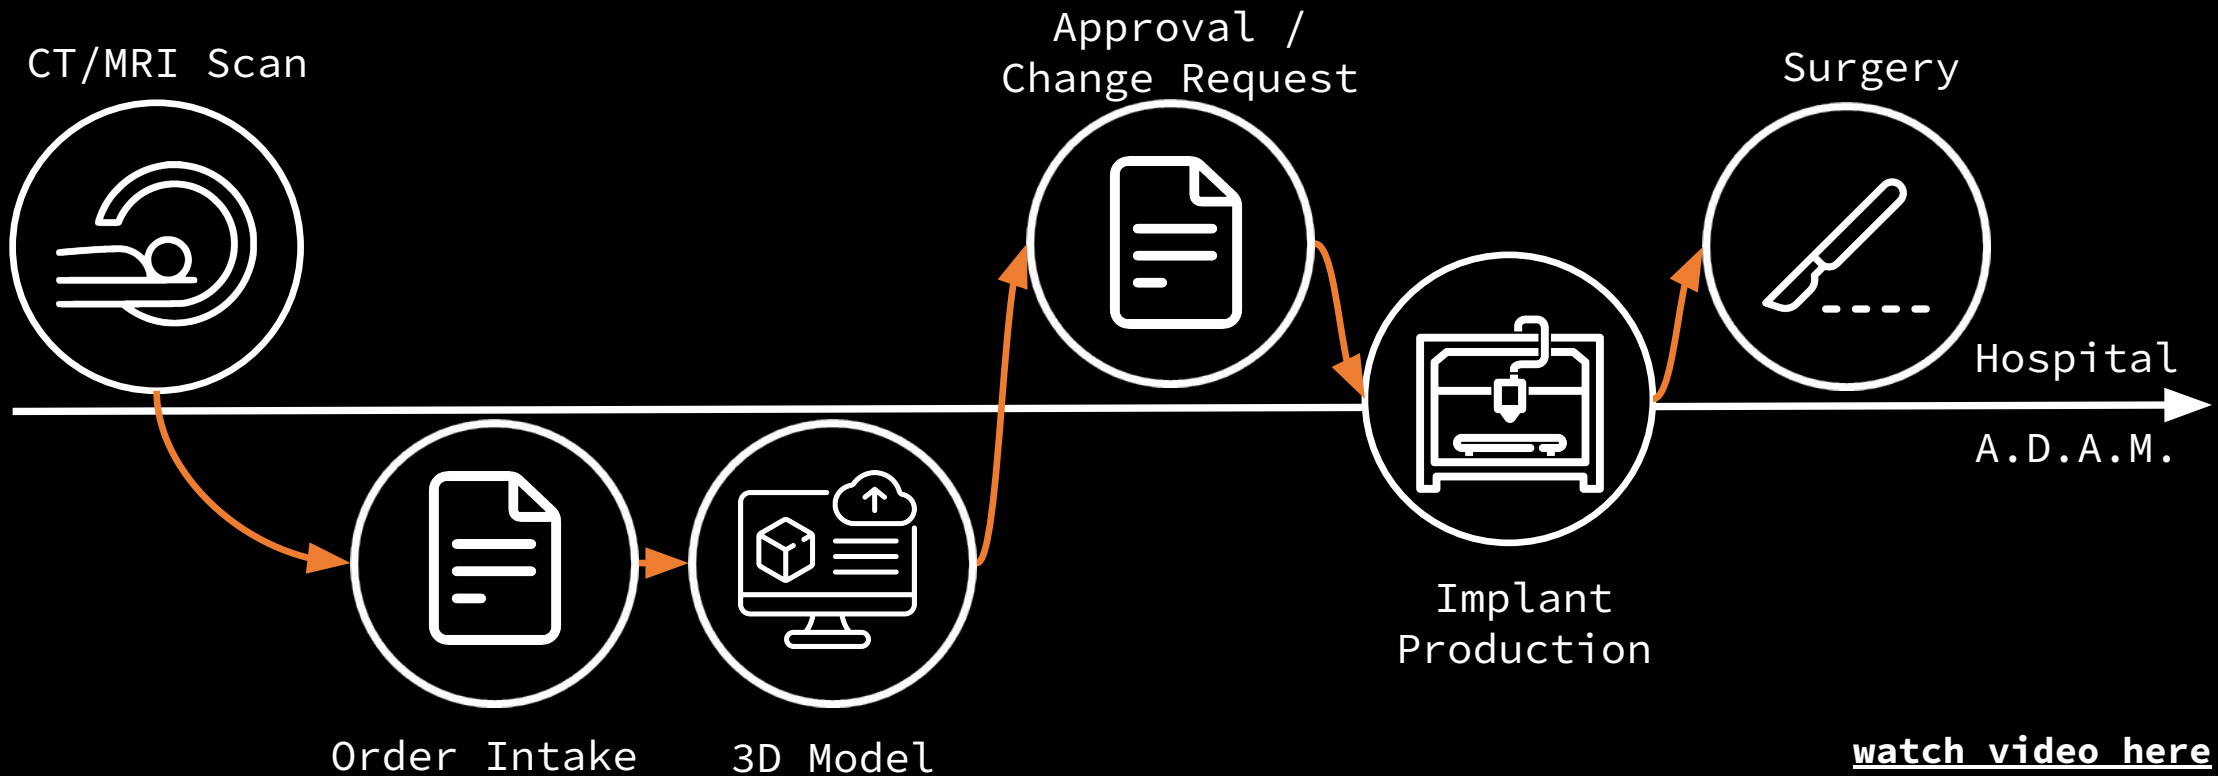 CT/MRI Scan
Approval /
Change Request
Surgery
Hospital
A.D.A.M.
Implant
Production
Order Intake
3D Model
watch video here